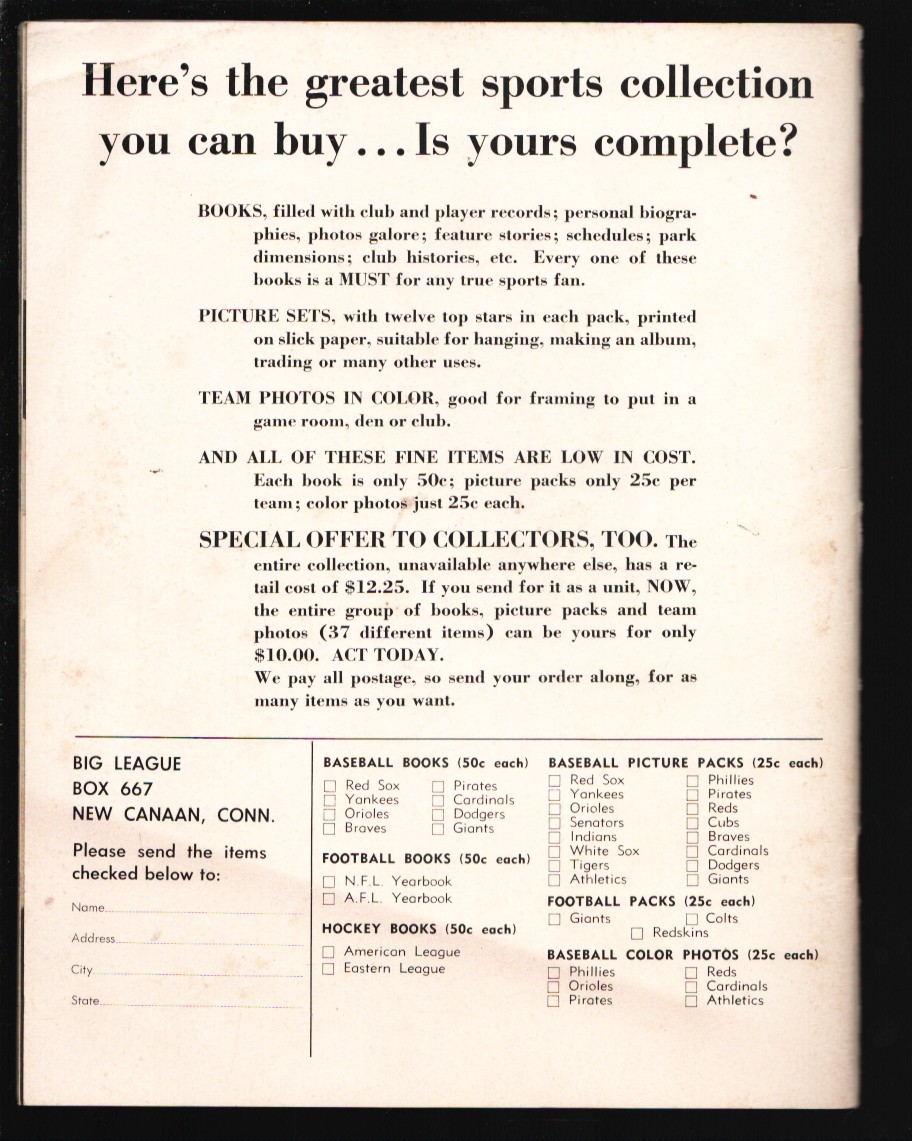 Here's the greatest sports collection
you can buy...Is yours complete?
BOOKS, filled with club and player records; personal biogra-
phies, photos galore; feature stories; schedules; park
dimensions; club histories, etc. Every one of these
books is a MUST for any true sports fan.
PICTURE SETS, with twelve top stars in each pack, printed
on slick paper, suitable for hanging, making an album,
trading or many other uses.
TEAM PHOTOS IN COLOR, good for framing to put in a
game room, den or club.
AND ALL OF THESE FINE ITEMS ARE LOW IN COST.
Each book is only 50c; picture packs only 25c per
team; color photos just 25c each.
SPECIAL OFFER TO COLLECTORS, TOO. The
entire collection, unavailable anywhere else, has a re-
tail cost of $12.25. If you send for it as a unit, NOW,
the entire group of books, picture packs and team
photos (37 different items) can be yours for only
$10.00. ACT TODAY.
We pay all postage, so send your order along, for as
many items as you want.
BIG LEAGUE
BOX 667
NEW CANAAN, CONN.
Please send the items
checked below to:
Name
Address
City
State
BASEBALL BOOKS (50c each)
Red Sox Pirates
Yankees Cardinals
Orioles Dodgers
Braves Giants
FOOTBALL BOOKS (50c each)
N.F.L. Yearbook
A.F.L. Yearbook
HOCKEY BOOKS (50c each)
American League
Eastern League
BASEBALL PICTURE PACKS (25c each)
Red Sox Phillies
Yankees Pirates
Orioles Reds
Senators Cubs
Indians Braves
White Sox Cardinals
Tigers Dodgers
Athletics Giants
FOOTBALL PACKS (25c each)
Giants Colts
Redskins
BASEBALL COLOR PHOTOS (25c each)
Phillies Reds
Orioles Cardinals
Pirates Athletics